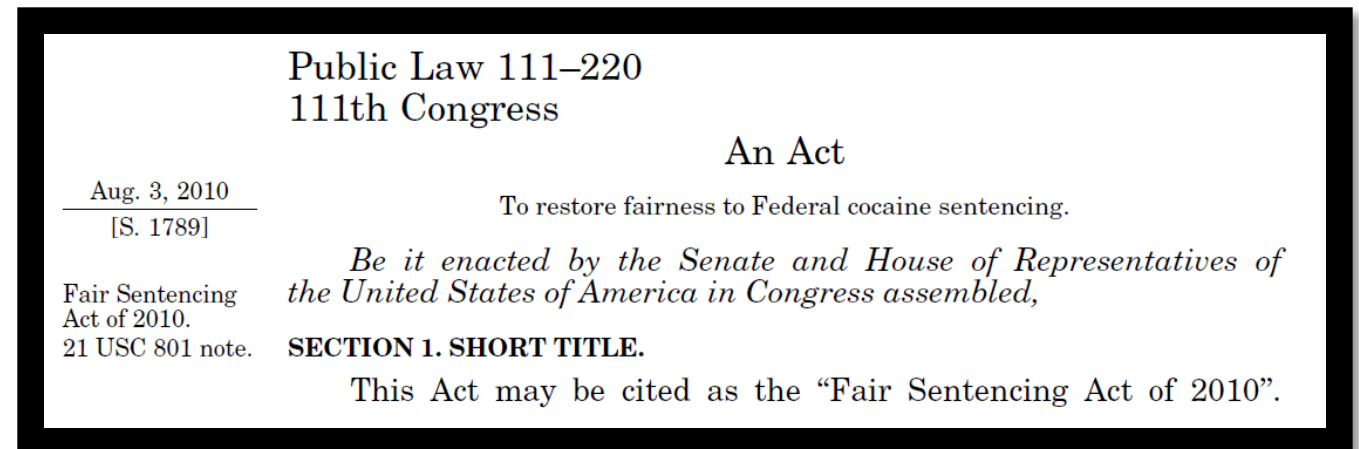 Public Law 111–220
111th Congress
An Act
Aug. 3, 2010
[S. 1789]
To restore fairness to Federal cocaine sentencing.
Be it enacted by the Senate and House of Representatives of
the United States of America in Congress assembled,
Fair Sentencing
Act of 2010.
21 USC 801 note.
SECTION 1. SHORT TITLE.
This Act may be cited as the “Fair Sentencing Act of 2010”.